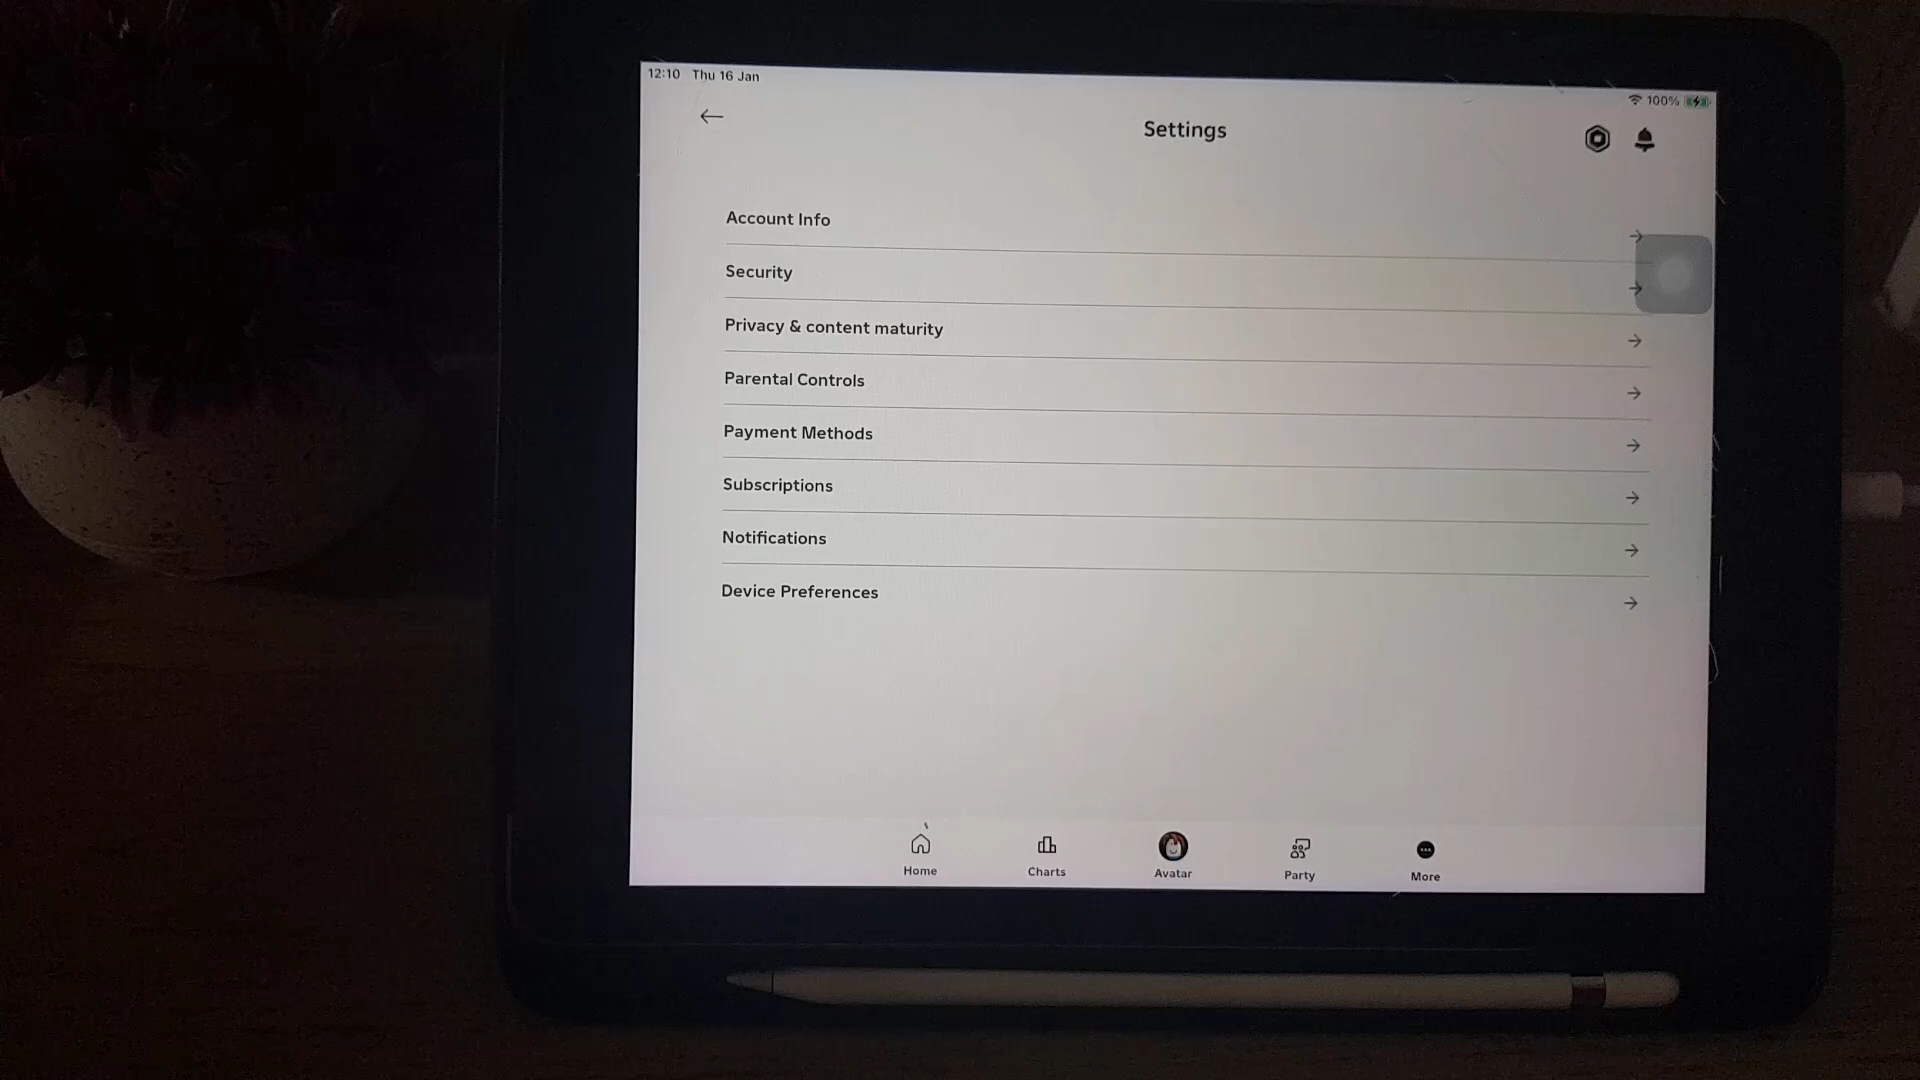 12:10 Thu 16 Jan
100%
Settings
Account Info
Security
Privacy & content maturity
Parental Controls
Payment Methods
Subscriptions
Notifications
Device Preferences
Home
Charts
Avatar
Party
More